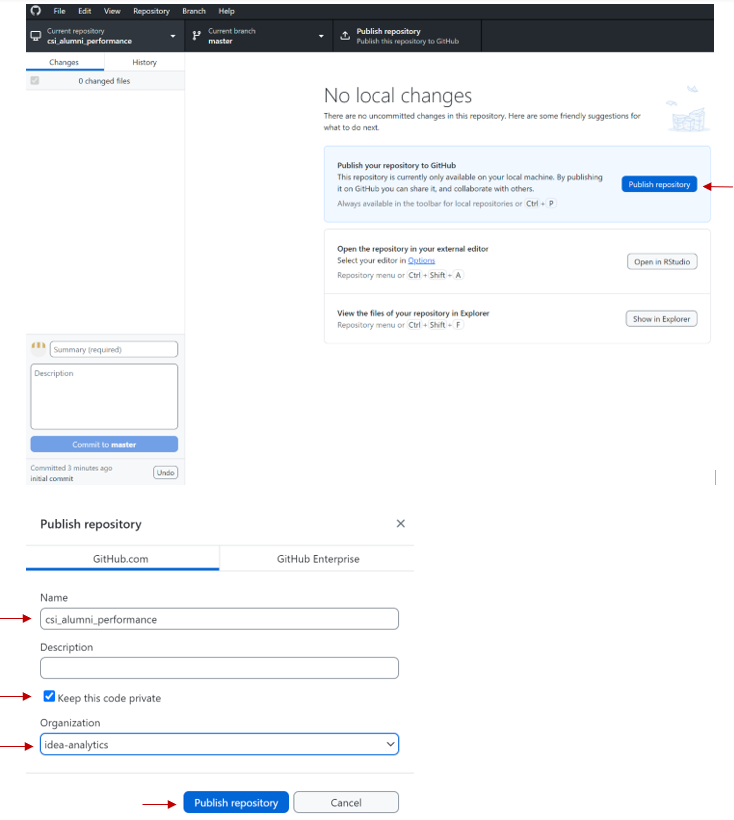 File Edit View Repository Branch Help
Current repository
csi_alumni_performance
Current branch
master
Publish repository
Publish this repository to GitHub
Changes History
0 changed files
No local changes
There are no uncommitted changes in this repository. Here are some friendly suggestions for
what to do next.
Publish your repository to GitHub
This repository is currently only available on your local machine. By publishing
it on GitHub you can share it, and collaborate with others.
Always available in the toolbar for local repositories or Ctrl + P
Publish repository
Open the repository in your external editor
Select your editor in Options
Repository menu or Ctrl + Shift + A
Open in RStudio
View the files of your repository in Explorer
Repository menu or Ctrl + Shift + F
Show in Explorer
Summary (required)
Description
Commit to master
Committed 3 minutes ago
initial commit
Undo
Publish repository
GitHub.com GitHub Enterprise
Name
csi_alumni_performance
Description
Keep this code private
Organization
idea-analytics
Publish repository Cancel